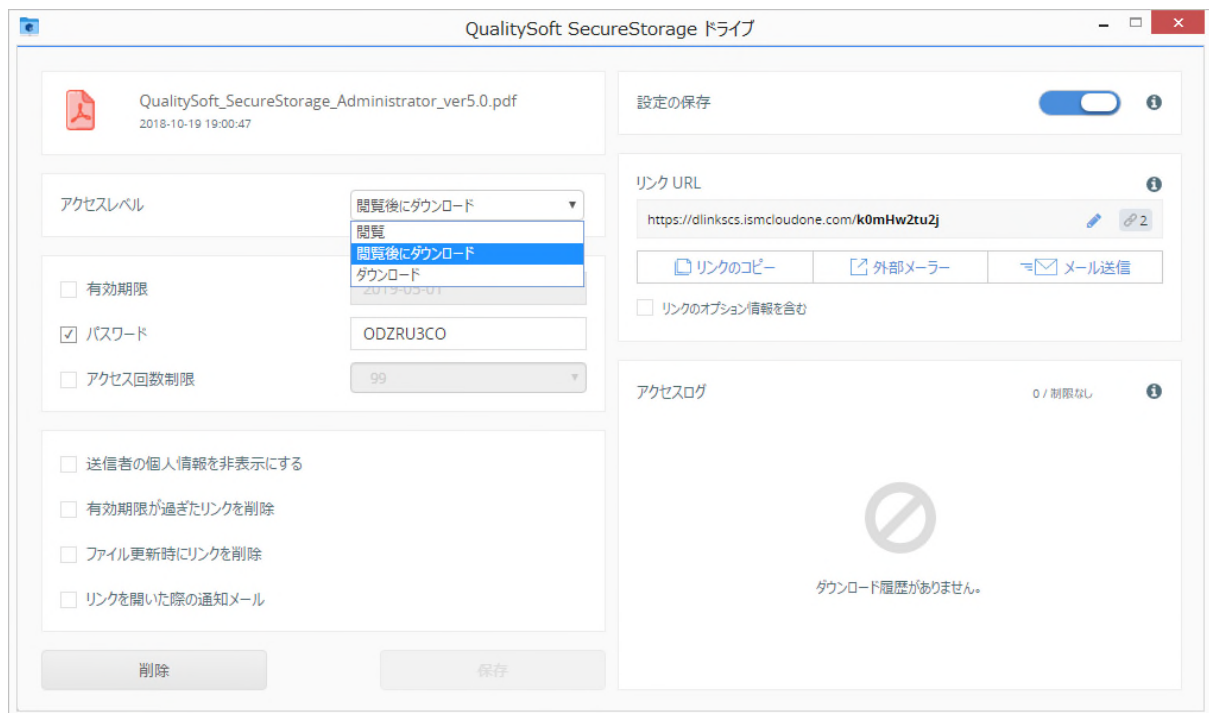 QualitySoft SecureStorage ドライブ
QualitySoft_SecureStorage_Administrator_ver5.0.pdf
2018-10-19 19:00:47
アクセスレベル
閲覧後にダウンロード
閲覧
閲覧後にダウンロード
ダウンロード
有効期限
2019-05-01
パスワード
ODZRU3CO
アクセス回数制限
99
送信者の個人情報を非表示にする
有効期限が過ぎたリンクを削除
ファイル更新時にリンクを削除
リンクを開いた際の通知メール
削除
保存
設定の保存
リンク URL
https://dlinkscs.ismcloudone.com/k0mHw2tu2j
2
リンクのコピー
外部メーラー
メール送信
リンクのオプション情報を含む
アクセスログ
0 / 制限なし
ダウンロード履歴がありません。